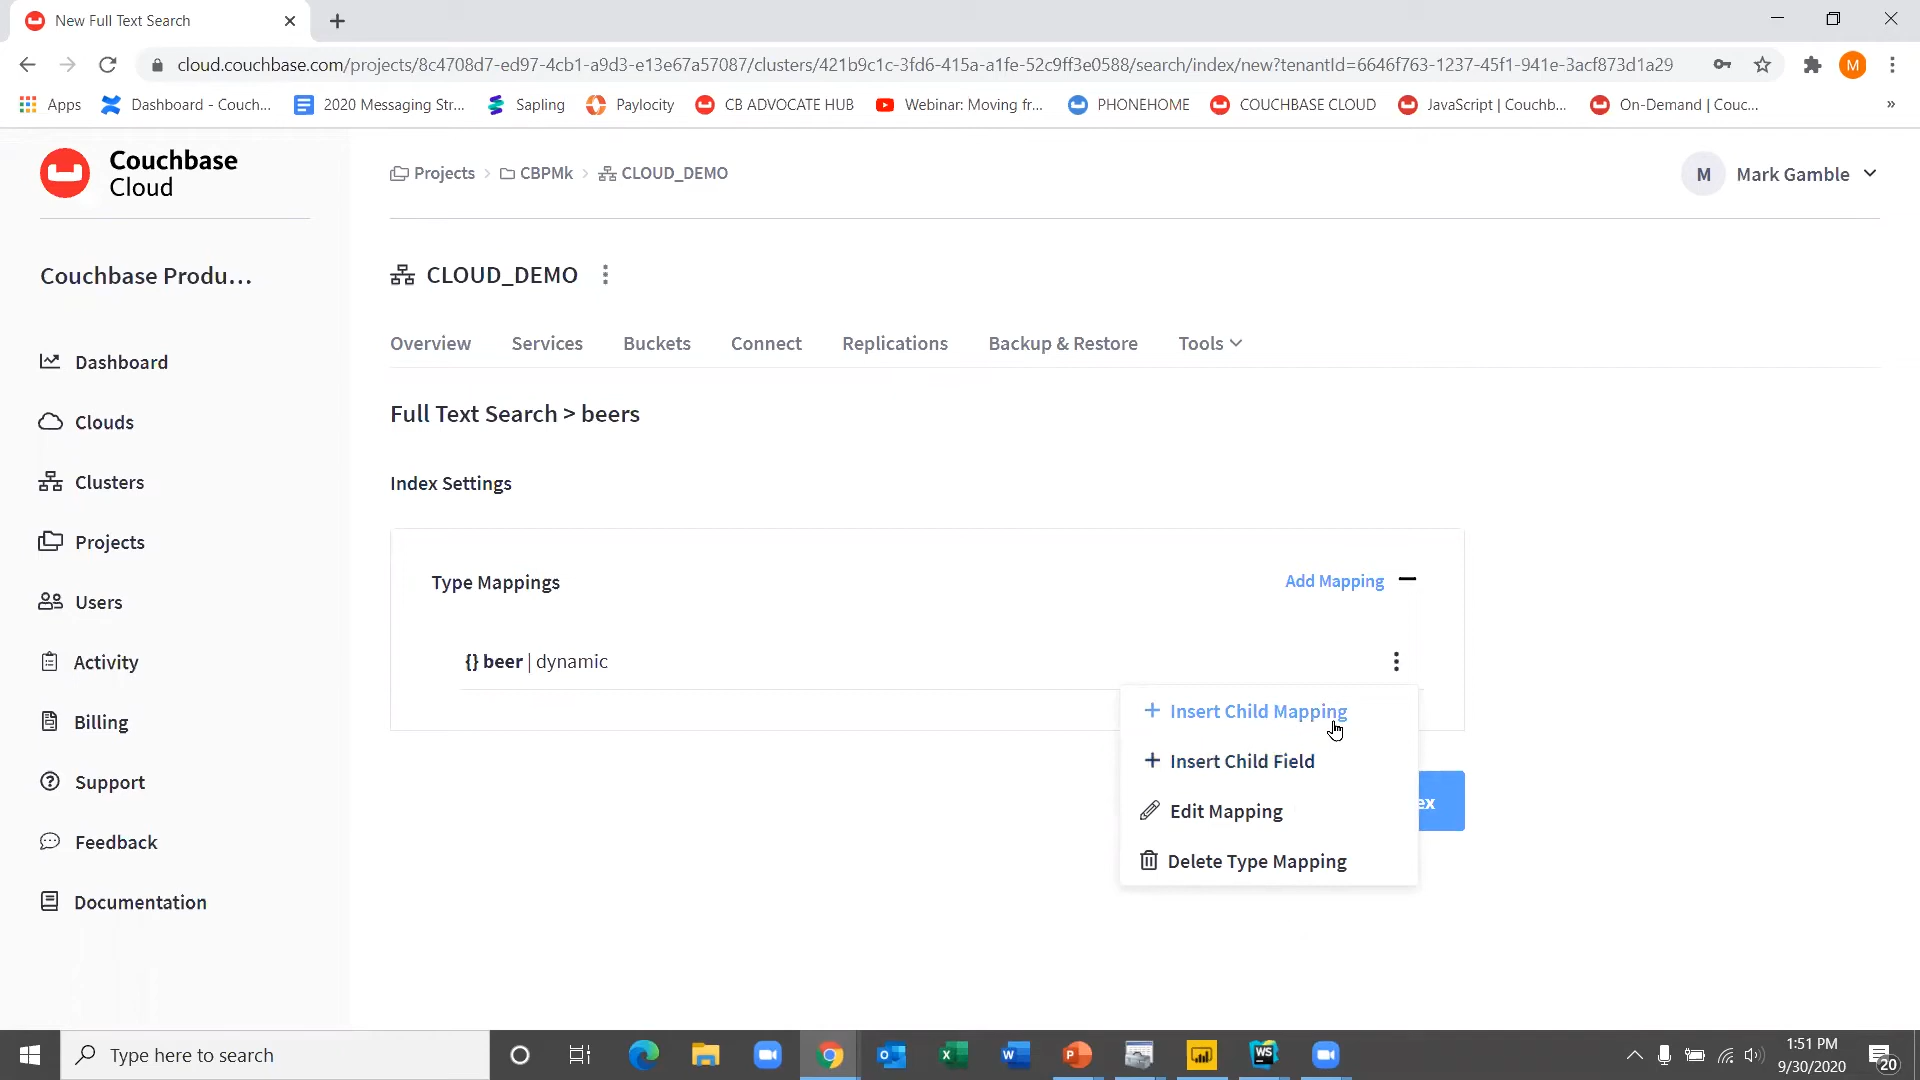 New Full Text Search
cloud.couchbase.com/projects/8c4708d7-ed97-4cb1-a9d3-e13e67a57087/clusters/421b9c1c-3fd6-415a-a1fe-52c9ff3e0588/search/index/new?tenantId=6646f763-1237-45f1-941e-3acf873d1a29
M
Apps Dashboard - Couch... 2020 Messaging Str... Sapling Paylocity CB ADVOCATE HUB Webinar: Moving fr... PHONEHOME COUCHBASE CLOUD JavaScript | Couchb... On-Demand | Couc... »
Couchbase
Cloud
Projects > CBPMk > CLOUD_DEMO
M Mark Gamble
Couchbase Produ...
CLOUD_DEMO
Overview Services Buckets Connect Replications Backup & Restore Tools
Dashboard
Clouds
Clusters
Projects
Users
Activity
Billing
Support
Feedback
Documentation
Full Text Search > beers
Index Settings
Type Mappings
Add Mapping
{} beer | dynamic
+ Insert Child Mapping
+ Insert Child Field
Edit Mapping
Delete Type Mapping
ex
Type here to search
WS
1:51 PM
9/30/2020
20